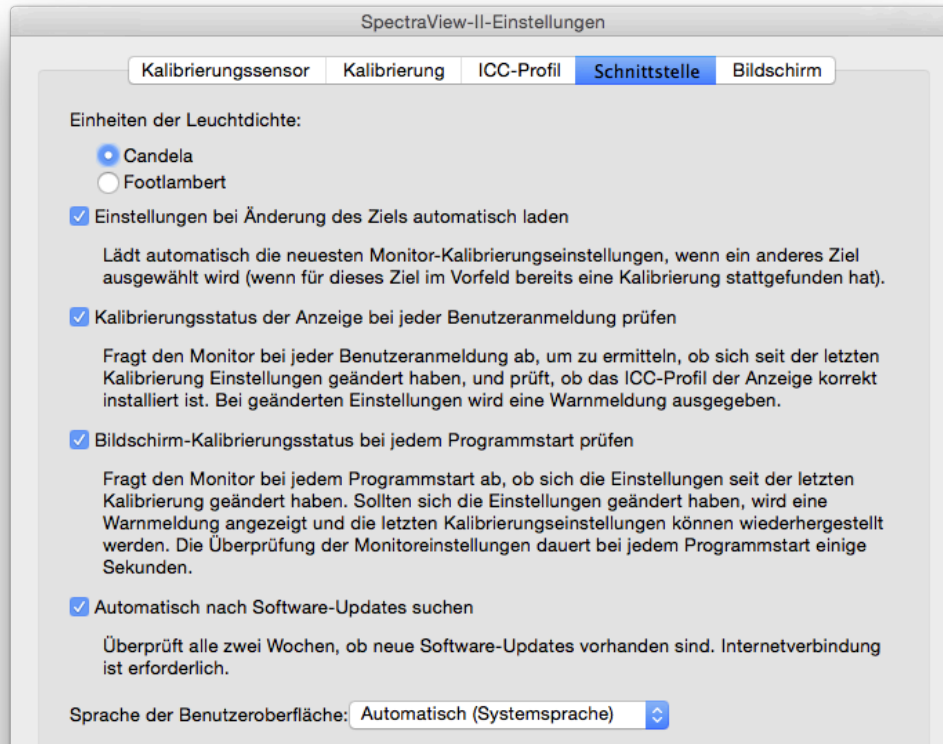 SpectraView-II-Einstellungen
Kalibrierungssensor Kalibrierung ICC-Profil Schnittstelle Bildschirm
Einheiten der Leuchtdichte:
Candela
Footlambert
Einstellungen bei Änderung des Ziels automatisch laden
Lädt automatisch die neuesten Monitor-Kalibrierungseinstellungen, wenn ein anderes Ziel
ausgewählt wird (wenn für dieses Ziel im Vorfeld bereits eine Kalibrierung stattgefunden hat).
Kalibrierungsstatus der Anzeige bei jeder Benutzeranmeldung prüfen
Fragt den Monitor bei jeder Benutzeranmeldung ab, um zu ermitteln, ob sich seit der letzten
Kalibrierung Einstellungen geändert haben, und prüft, ob das ICC-Profil der Anzeige korrekt
installiert ist. Bei geänderten Einstellungen wird eine Warnmeldung ausgegeben.
Bildschirm-Kalibrierungsstatus bei jedem Programmstart prüfen
Fragt den Monitor bei jedem Programmstart ab, ob sich die Einstellungen seit der letzten
Kalibrierung geändert haben. Sollten sich die Einstellungen geändert haben, wird eine
Warnmeldung angezeigt und die letzten Kalibrierungseinstellungen können wiederhergestellt
werden. Die Überprüfung der Monitoreinstellungen dauert bei jedem Programmstart einige
Sekunden.
Automatisch nach Software-Updates suchen
Überprüft alle zwei Wochen, ob neue Software-Updates vorhanden sind. Internetverbindung
ist erforderlich.
Sprache der Benutzeroberfläche: Automatisch (Systemsprache)